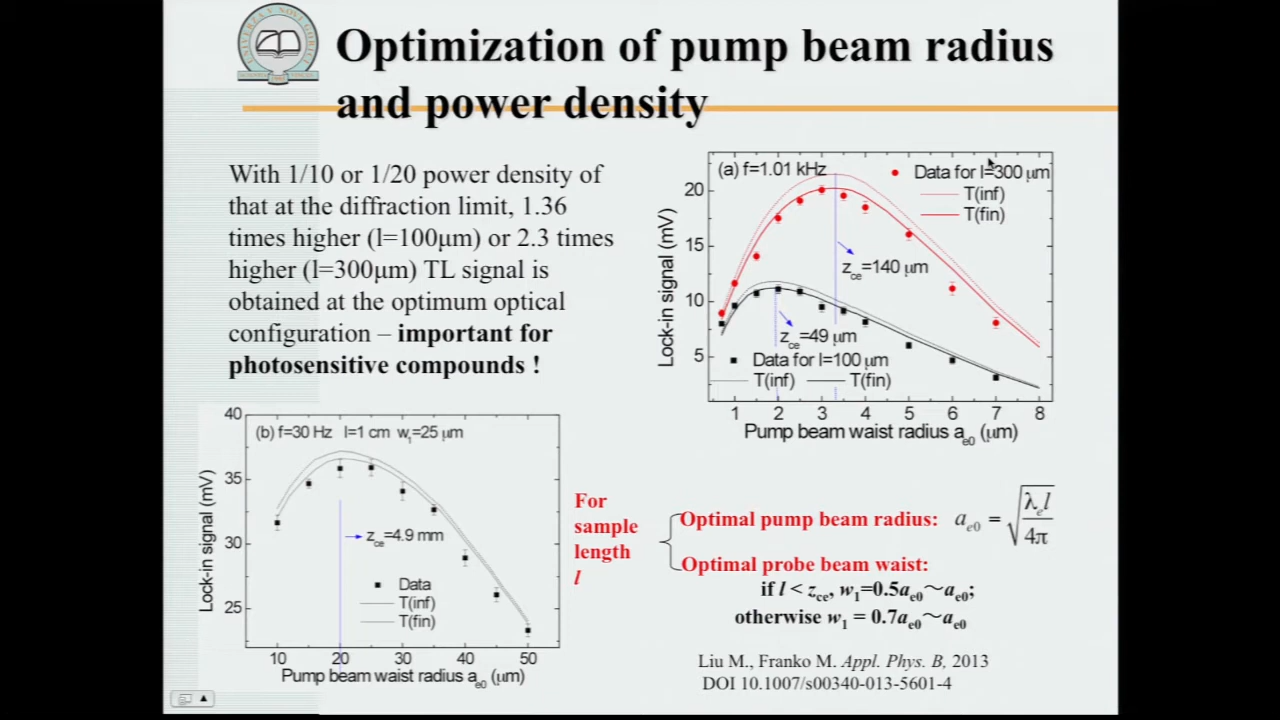 Optimization of pump beam radius
and power density
With 1/10 or 1/20 power density of
that at the diffraction limit, 1.36
times higher (l=100μm) or 2.3 times
higher (l=300μm) TL signal is
obtained at the optimum optical
configuration – important for
photosensitive compounds !
(a) f=1.01 kHz
Data for l=300 μm
T(inf)
T(fin)
z_ce=140 μm
z_ce=49 μm
Data for l=100 μm
T(inf) T(fin)
Lock-in signal (mV)
20
15
10
5
1 2 3 4 5 6 7 8
Pump beam waist radius a_e0 (μm)
(b) f=30 Hz l=1 cm w_1=25 μm
z_ce=4.9 mm
Data
T(inf)
T(fin)
Lock-in signal (mV)
40
35
30
25
10 20 30 40 50
Pump beam waist radius a_e0 (μm)
For
sample
length
l
Optimal pump beam radius: a_e0 = √(λ_e l / 4π)
Optimal probe beam waist:
if l < z_ce, w_1=0.5a_e0～a_e0;
otherwise w_1 = 0.7a_e0～a_e0
Liu M., Franko M. Appl. Phys. B, 2013
DOI 10.1007/s00340-013-5601-4